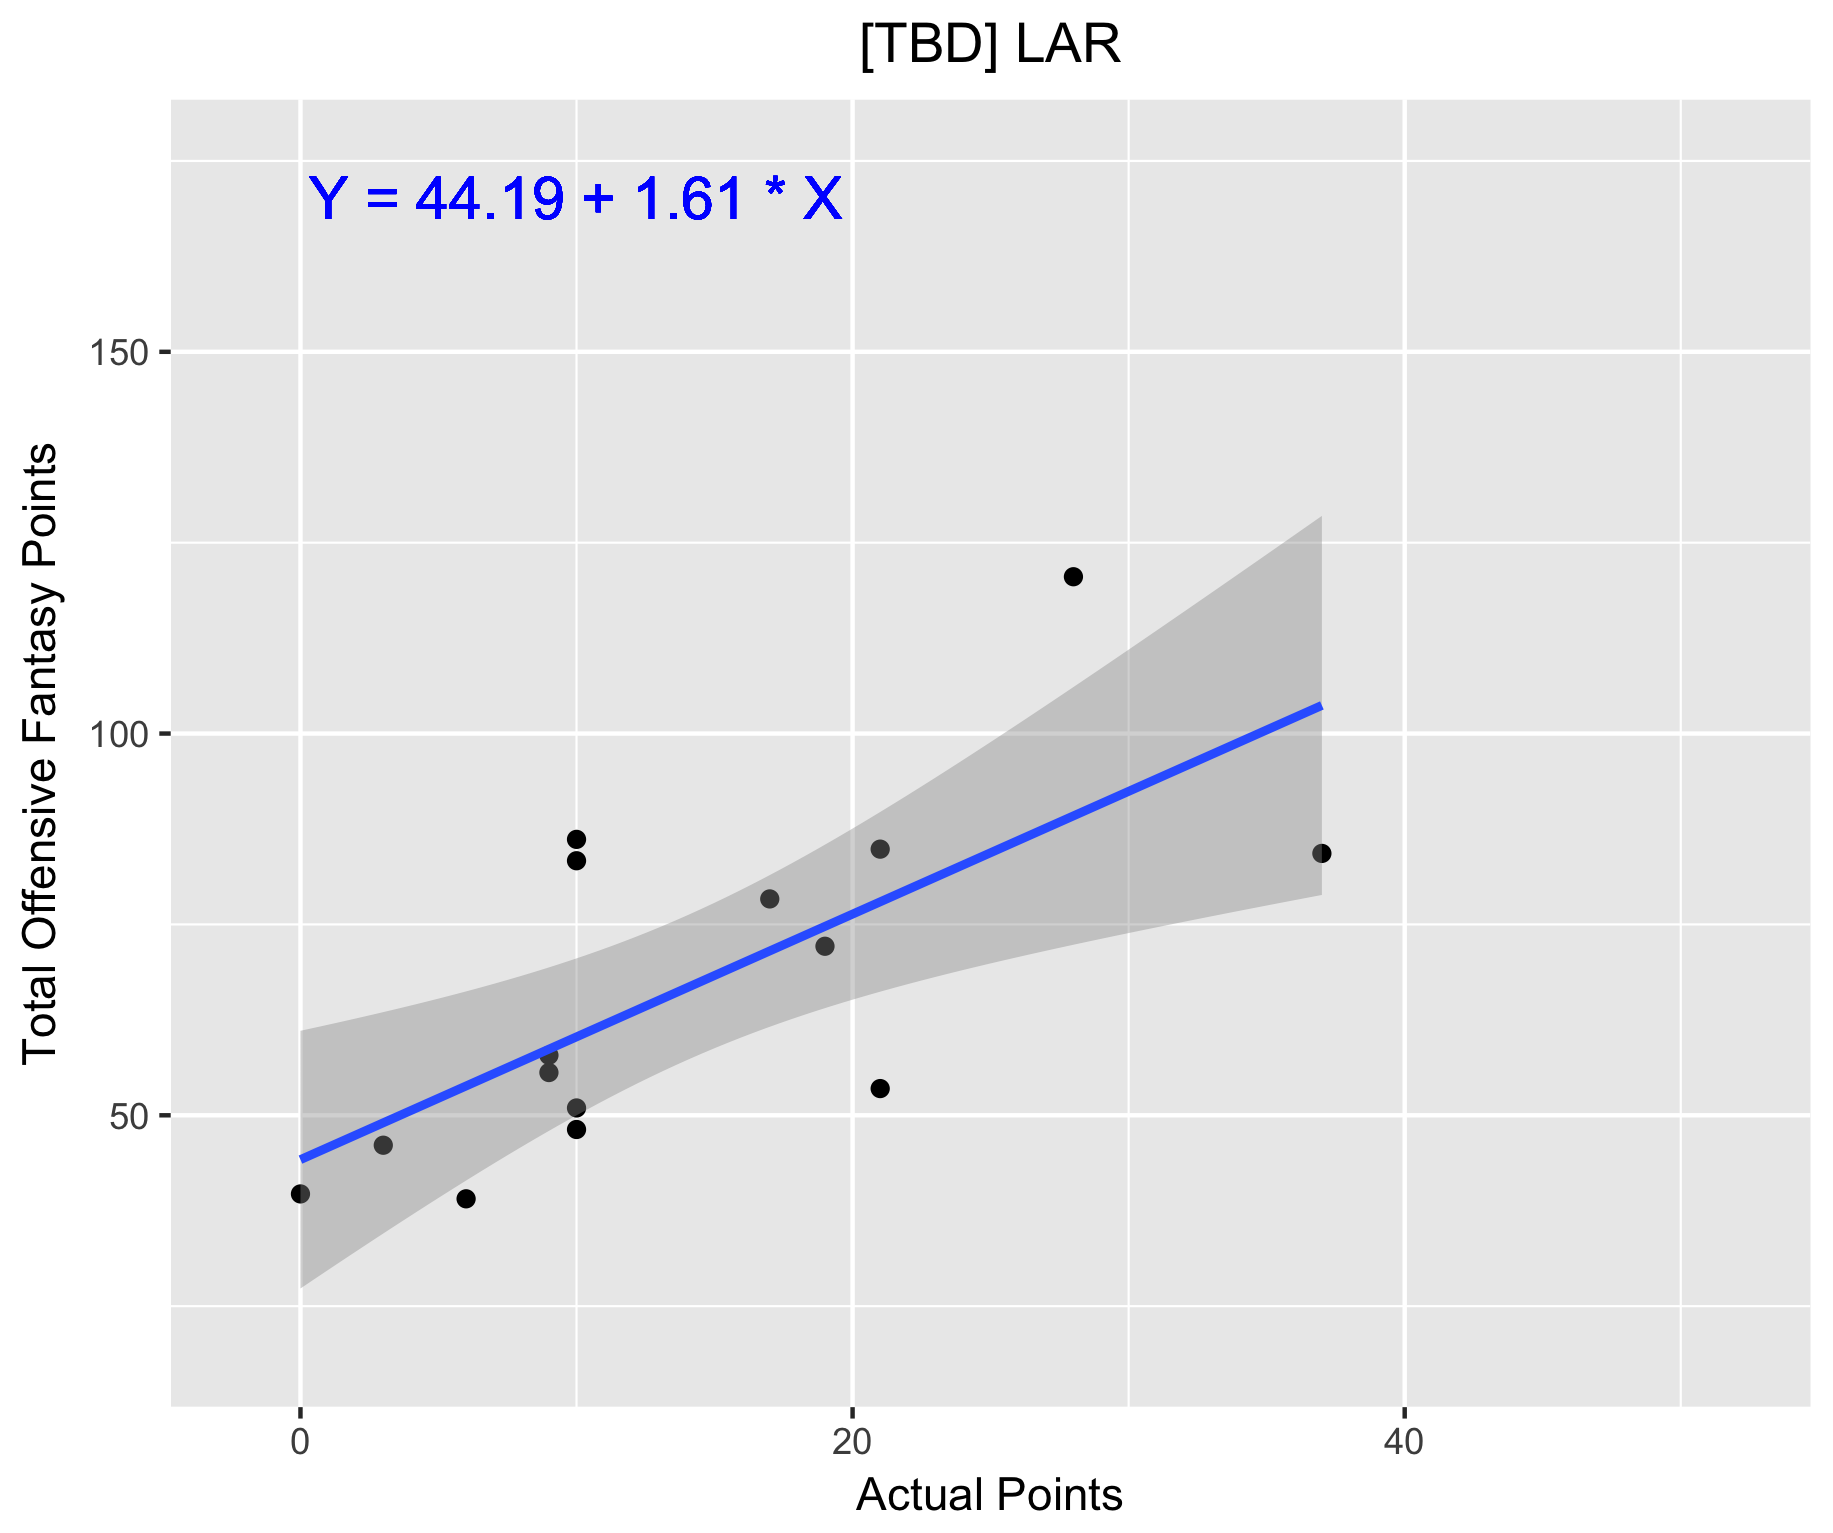 [TBD] LAR
Y = 44.19 + 1.61 * X
150
100
50
Total Offensive Fantasy Points
0 20 40
Actual Points